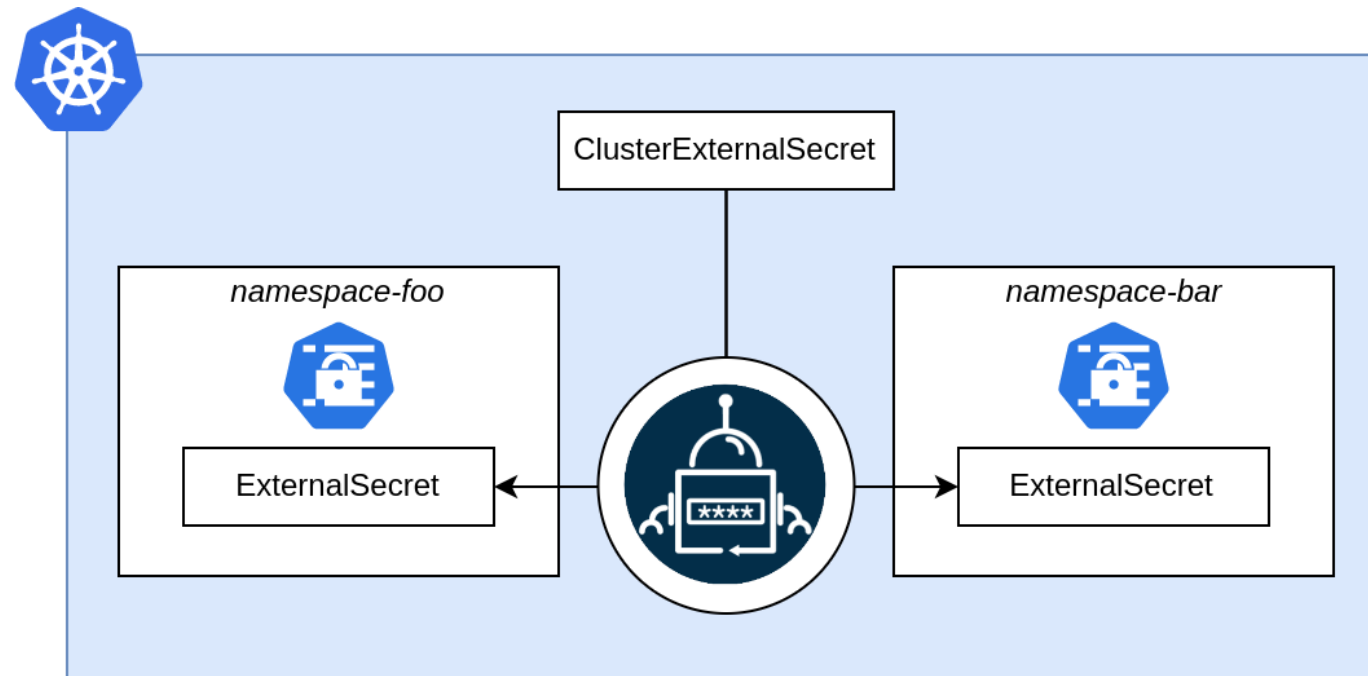 ClusterExternalSecret
namespace-foo
namespace-bar
ExternalSecret
****
ExternalSecret